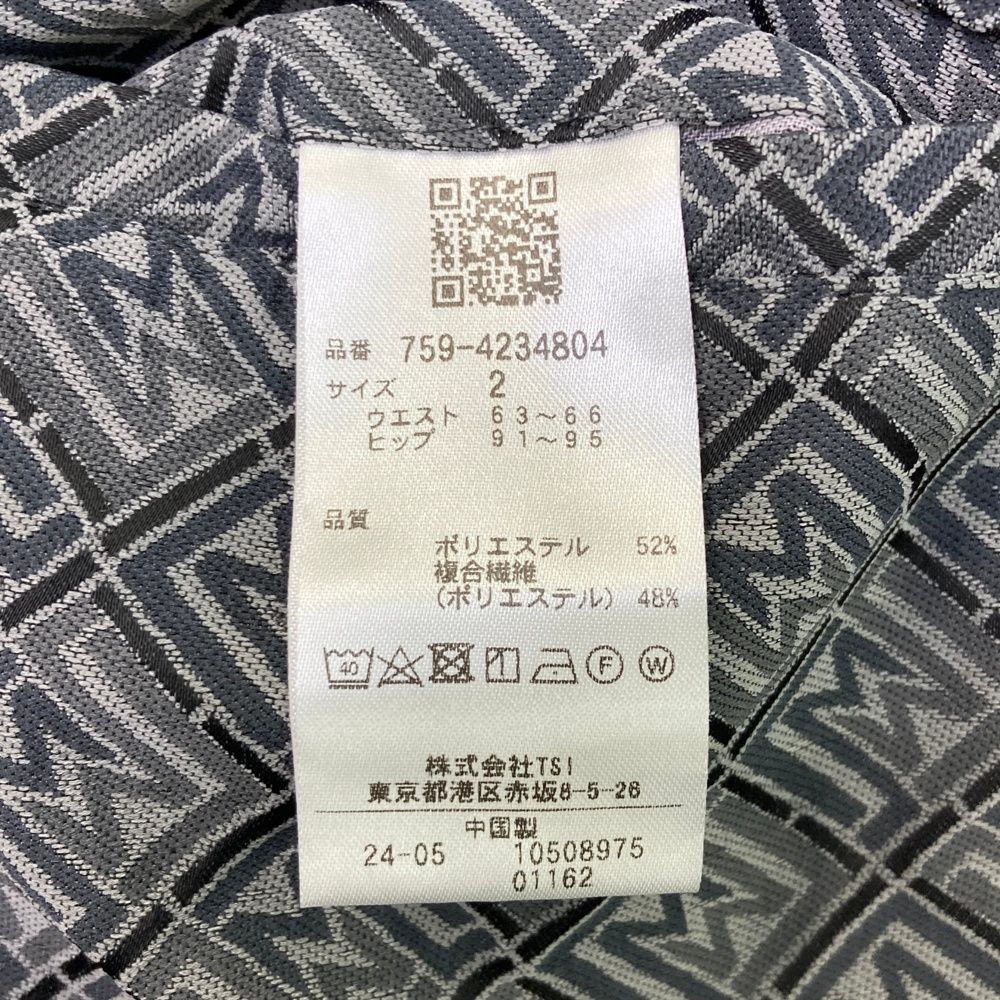 品番 759-4234804
サイズ 2
ウエスト 63～66
ヒップ 91～95
品質
ポリエステル 52%
複合繊維
(ポリエステル) 48%
40 F W
株式会社TSI
東京都港区赤坂8-5-28
中国製
24-05 10508975
01162